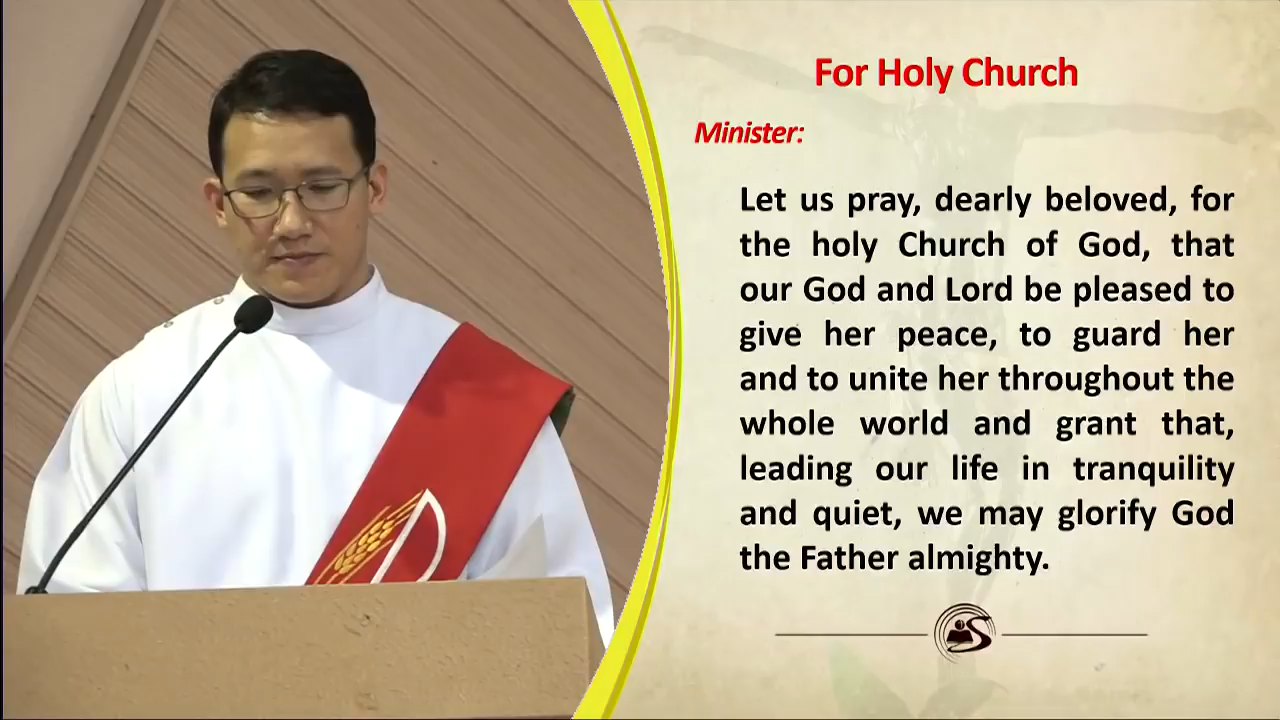 For Holy Church
Minister:
Let us pray, dearly beloved, for
the holy Church of God, that
our God and Lord be pleased to
give her peace, to guard her
and to unite her throughout the
whole world and grant that,
leading our life in tranquility
and quiet, we may glorify God
the Father almighty.